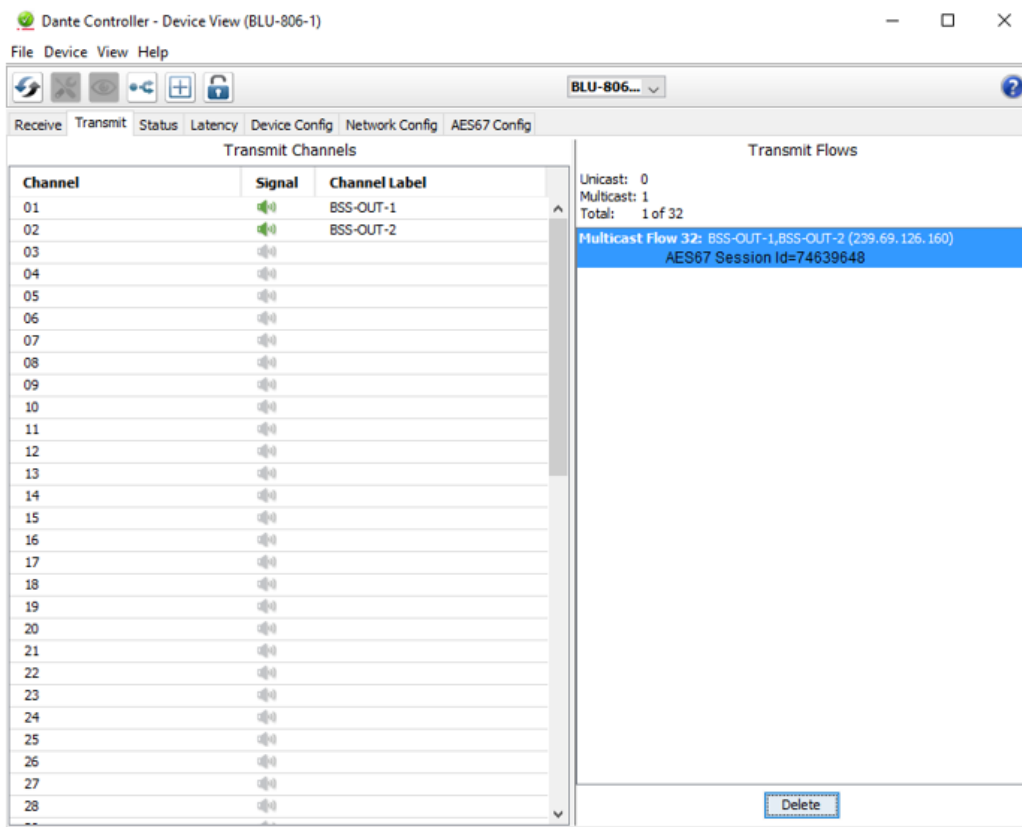 Dante Controller - Device View (BLU-806-1)
File Device View Help
BLU-806...
?
Receive Transmit Status Latency Device Config Network Config AES67 Config
Transmit Channels
Channel Signal Channel Label
01 BSS-OUT-1
02 BSS-OUT-2
03
04
05
06
07
08
09
10
11
12
13
14
15
16
17
18
19
20
21
22
23
24
25
26
27
28
Transmit Flows
Unicast: 0
Multicast: 1
Total: 1 of 32
Multicast Flow 32: BSS-OUT-1,BSS-OUT-2 (239.69.126.160)
AES67 Session Id=74639648
Delete